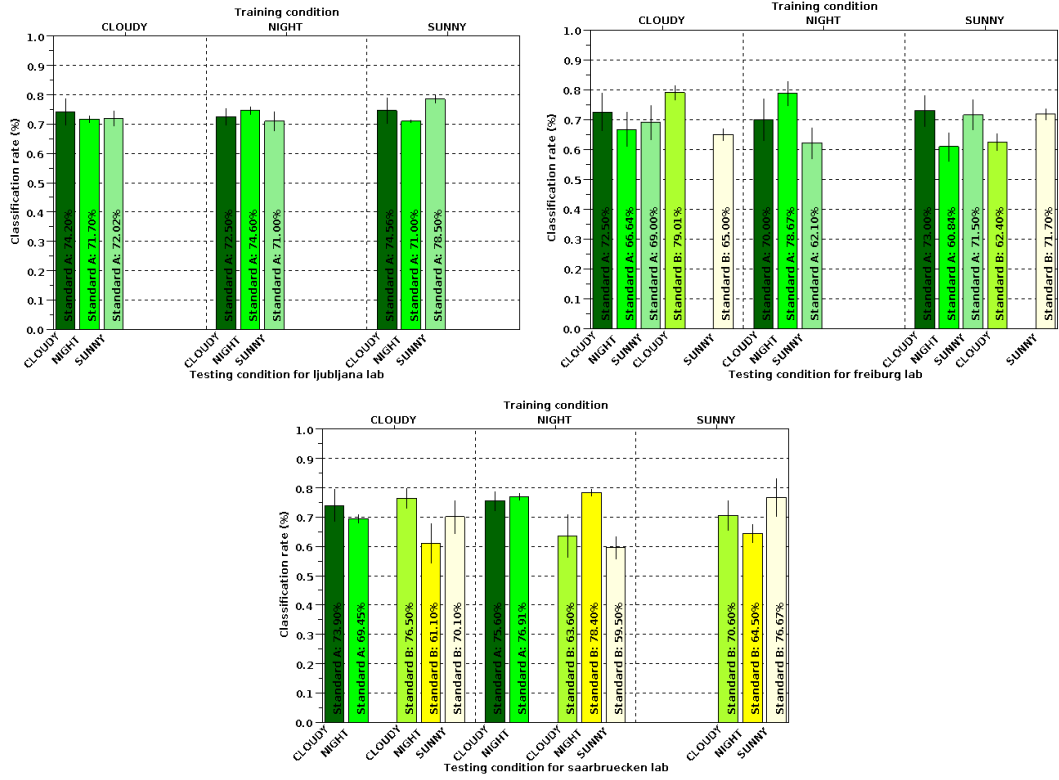 Training condition
CLOUDY NIGHT SUNNY
1.0
0.9
0.8
0.7
0.6
0.5
0.4
0.3
0.2
0.1
0.0
Classification rate (%)
Standard A: 74.20%
Standard A: 71.70%
Standard A: 72.02%
Standard A: 72.50%
Standard A: 74.60%
Standard A: 71.00%
Standard A: 74.56%
Standard A: 71.00%
Standard A: 78.50%
CLOUDY NIGHT SUNNY CLOUDY NIGHT SUNNY CLOUDY NIGHT SUNNY
Testing condition for ljubljana lab
Training condition
CLOUDY NIGHT SUNNY
1.0
0.9
0.8
0.7
0.6
0.5
0.4
0.3
0.2
0.1
0.0
Classification rate (%)
Standard A: 72.50%
Standard A: 66.64%
Standard A: 69.00%
Standard B: 79.01%
Standard B: 65.00%
Standard A: 70.00%
Standard A: 78.67%
Standard A: 62.10%
Standard A: 73.00%
Standard A: 60.84%
Standard A: 71.50%
Standard B: 62.40%
Standard B: 71.70%
CLOUDY NIGHT SUNNY CLOUDY SUNNY CLOUDY NIGHT SUNNY CLOUDY NIGHT SUNNY CLOUDY SUNNY
Testing condition for freiburg lab
Training condition
CLOUDY NIGHT SUNNY
1.0
0.9
0.8
0.7
0.6
0.5
0.4
0.3
0.2
0.1
0.0
Classification rate (%)
Standard A: 73.90%
Standard A: 69.45%
Standard B: 76.50%
Standard B: 61.10%
Standard B: 70.10%
Standard A: 75.60%
Standard A: 76.91%
Standard B: 63.60%
Standard B: 78.40%
Standard B: 59.50%
Standard B: 70.60%
Standard B: 64.50%
Standard B: 76.67%
CLOUDY NIGHT CLOUDY NIGHT SUNNY CLOUDY NIGHT CLOUDY NIGHT SUNNY CLOUDY NIGHT SUNNY
Testing condition for saarbruecken lab